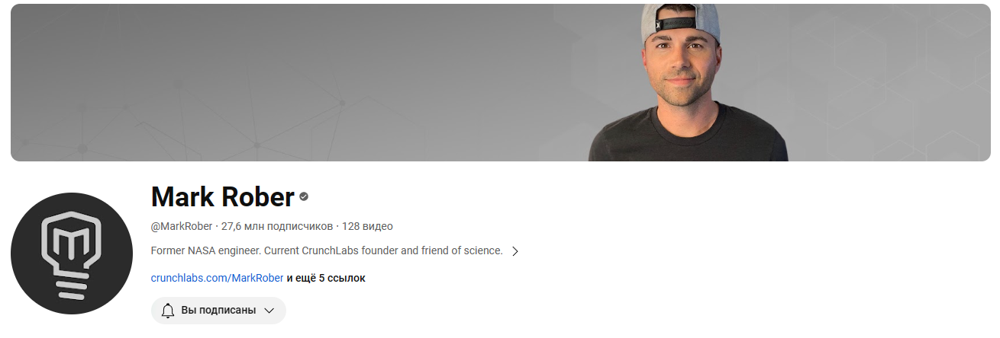 Mark Rober
@MarkRober · 27,6 млн подписчиков · 128 видео
Former NASA engineer. Current CrunchLabs founder and friend of science.
crunchlabs.com/MarkRober и ещё 5 ссылок
Вы подписаны